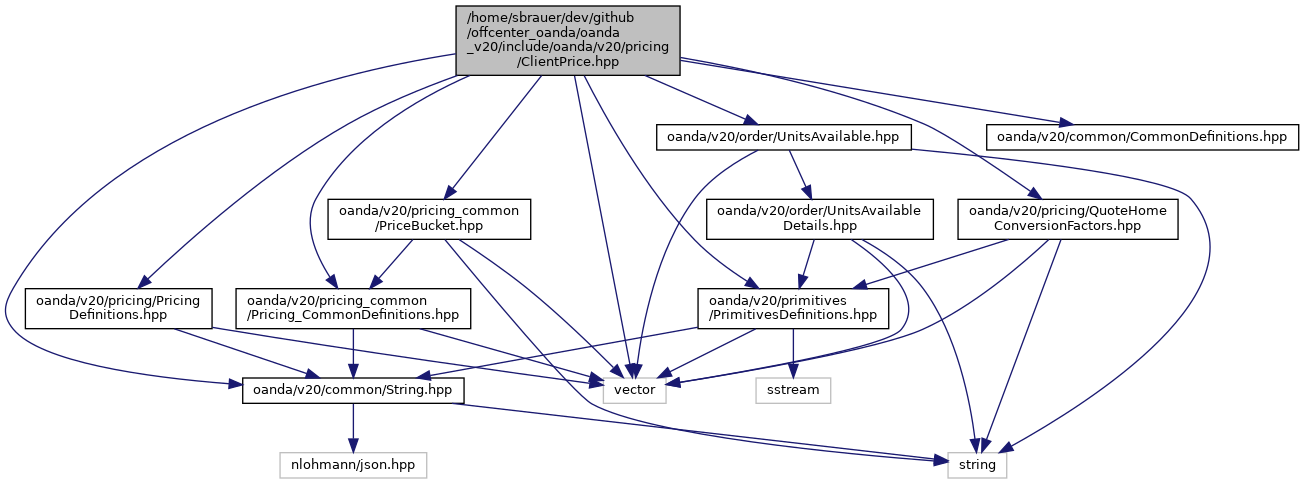 /home/sbrauer/dev/github
/offcenter_oanda/oanda
_v20/include/oanda/v20/pricing
/ClientPrice.hpp
oanda/v20/order/UnitsAvailable.hpp
oanda/v20/common/CommonDefinitions.hpp
oanda/v20/pricing_common
/PriceBucket.hpp
oanda/v20/order/UnitsAvailable
Details.hpp
oanda/v20/pricing/QuoteHome
ConversionFactors.hpp
oanda/v20/pricing/Pricing
Definitions.hpp
oanda/v20/pricing_common
/Pricing_CommonDefinitions.hpp
oanda/v20/primitives
/PrimitivesDefinitions.hpp
oanda/v20/common/String.hpp
vector
sstream
nlohmann/json.hpp
string